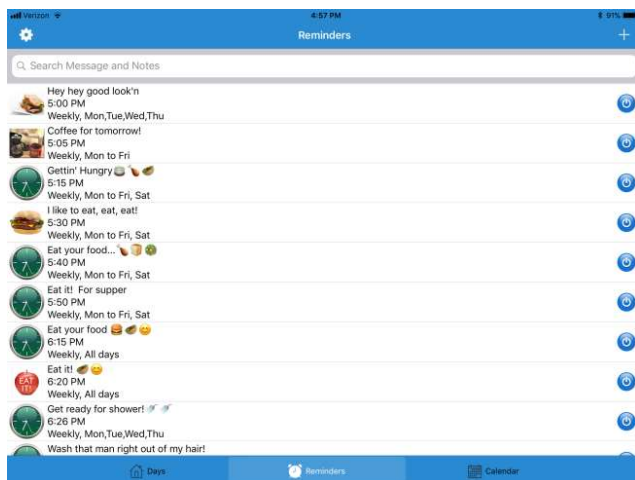 Verizon
4:57 PM
91%
Reminders
+
Search Message and Notes
Hey hey good look'n
5:00 PM
Weekly, Mon,Tue,Wed,Thu
Coffee for tomorrow!
5:05 PM
Weekly, Mon to Fri
Gettin' Hungry🍚🍗🥙
5:15 PM
Weekly, Mon to Fri, Sat
I like to eat, eat, eat!
5:30 PM
Weekly, Mon to Fri, Sat
Eat your food...🍗🍞🥝
5:40 PM
Weekly, Mon to Fri, Sat
Eat it!  For supper
5:50 PM
Weekly, Mon to Fri, Sat
Eat your food 🍔🥙😋
6:15 PM
Weekly, All days
EAT IT!
Eat it! 🥙😋
6:20 PM
Weekly, All days
Get ready for shower!🚿 🚿
6:26 PM
Weekly, Mon,Tue,Wed,Thu
Wash that man right out of my hair!
Days
Reminders
Calendar